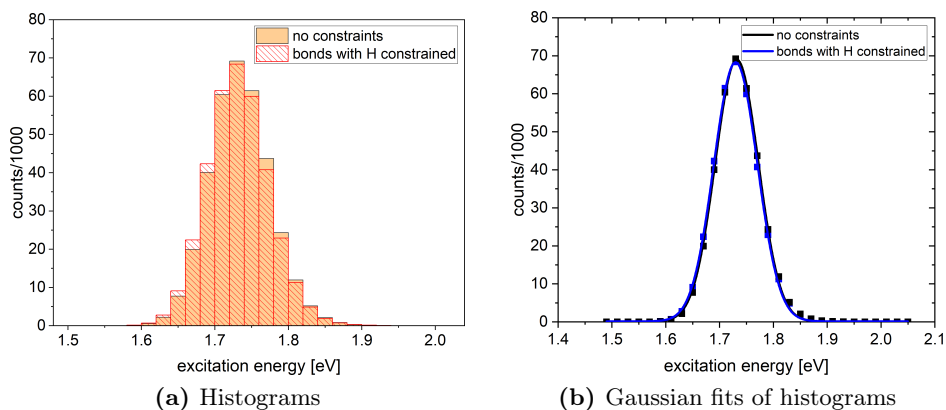 80
70
60
50
40
30
20
10
0
counts/1000
no constraints
bonds with H constrained
1.5 1.6 1.7 1.8 1.9 2.0
excitation energy [eV]
(a) Histograms
80
70
60
50
40
30
20
10
0
counts/1000
no constraints
bonds with H constrained
1.4 1.5 1.6 1.7 1.8 1.9 2.0 2.1
excitation energy [eV]
(b) Gaussian fits of histograms